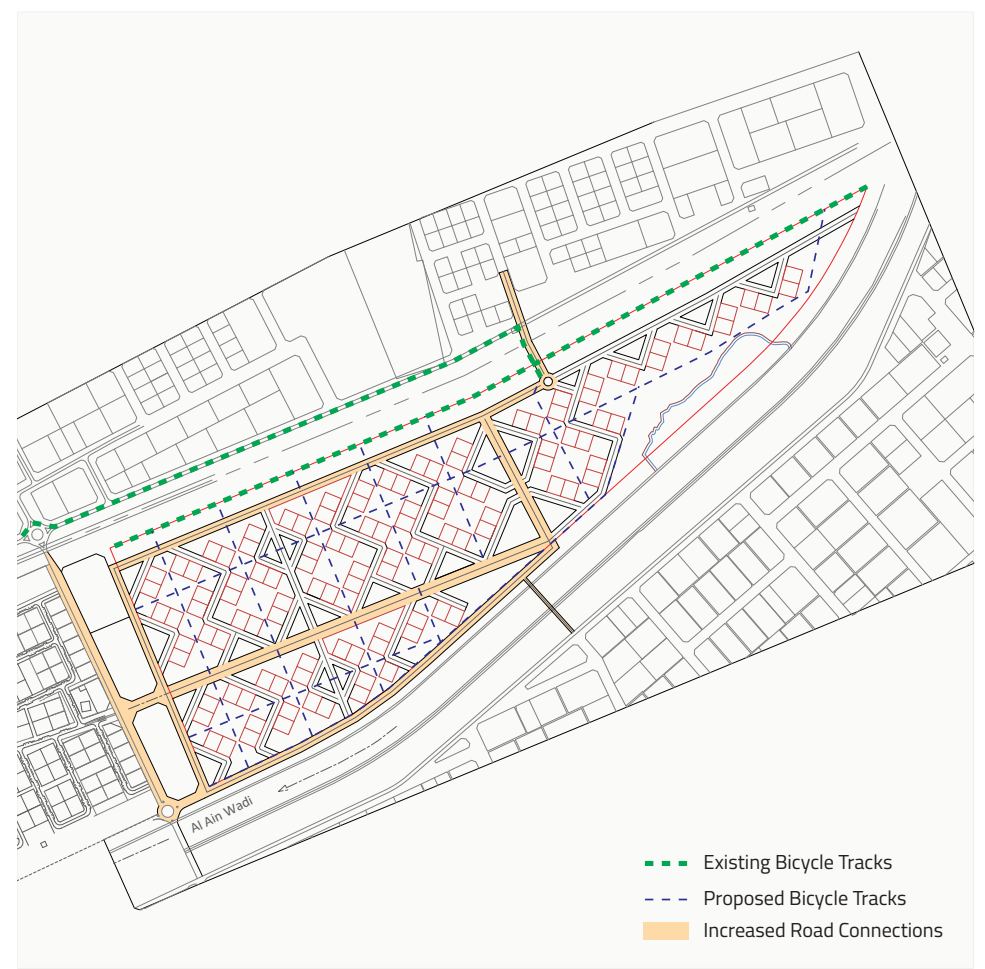 Al Ain Wadi
Existing Bicycle Tracks
Proposed Bicycle Tracks
Increased Road Connections